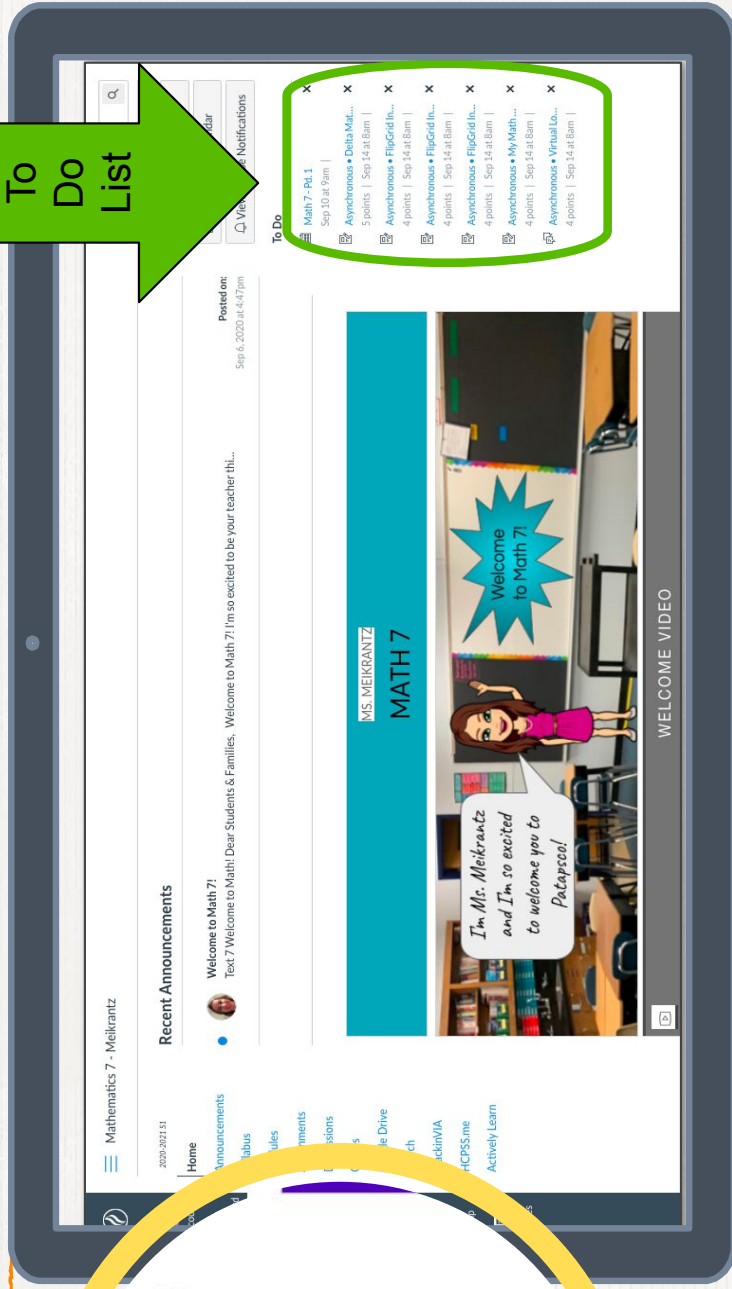 To
Do
List
Mathematics 7 - Meikrantz
2020-2021 S1
Home
Announcements
Drive
HCPSS.me
Actively Learn
Recent Announcements
Welcome to Math 7!
Text 7 Welcome to Math! Dear Students & Families, Welcome to Math 7! I'm so excited to be your teacher thi...
Posted on:
Sep 6, 2020 at 4:47pm
View
Notifications
To Do
Math 7 - Pd. 1
Sep 10 at 9am |
Asynchronous • Delta Mat...
5 points | Sep 14 at 8am |
Asynchronous • FlipGrid In...
4 points | Sep 14 at 8am |
Asynchronous • FlipGrid In...
4 points | Sep 14 at 8am |
Asynchronous • FlipGrid In...
4 points | Sep 14 at 8am |
Asynchronous • My Math ...
4 points | Sep 14 at 8am |
Asynchronous • Virtual Lo...
4 points | Sep 14 at 8am |
MS. MEIKRANTZ
MATH 7
I'm Ms. Meikrantz
and I'm so excited
to welcome you to
Patapsco!
Welcome
to Math 7!
WELCOME VIDEO